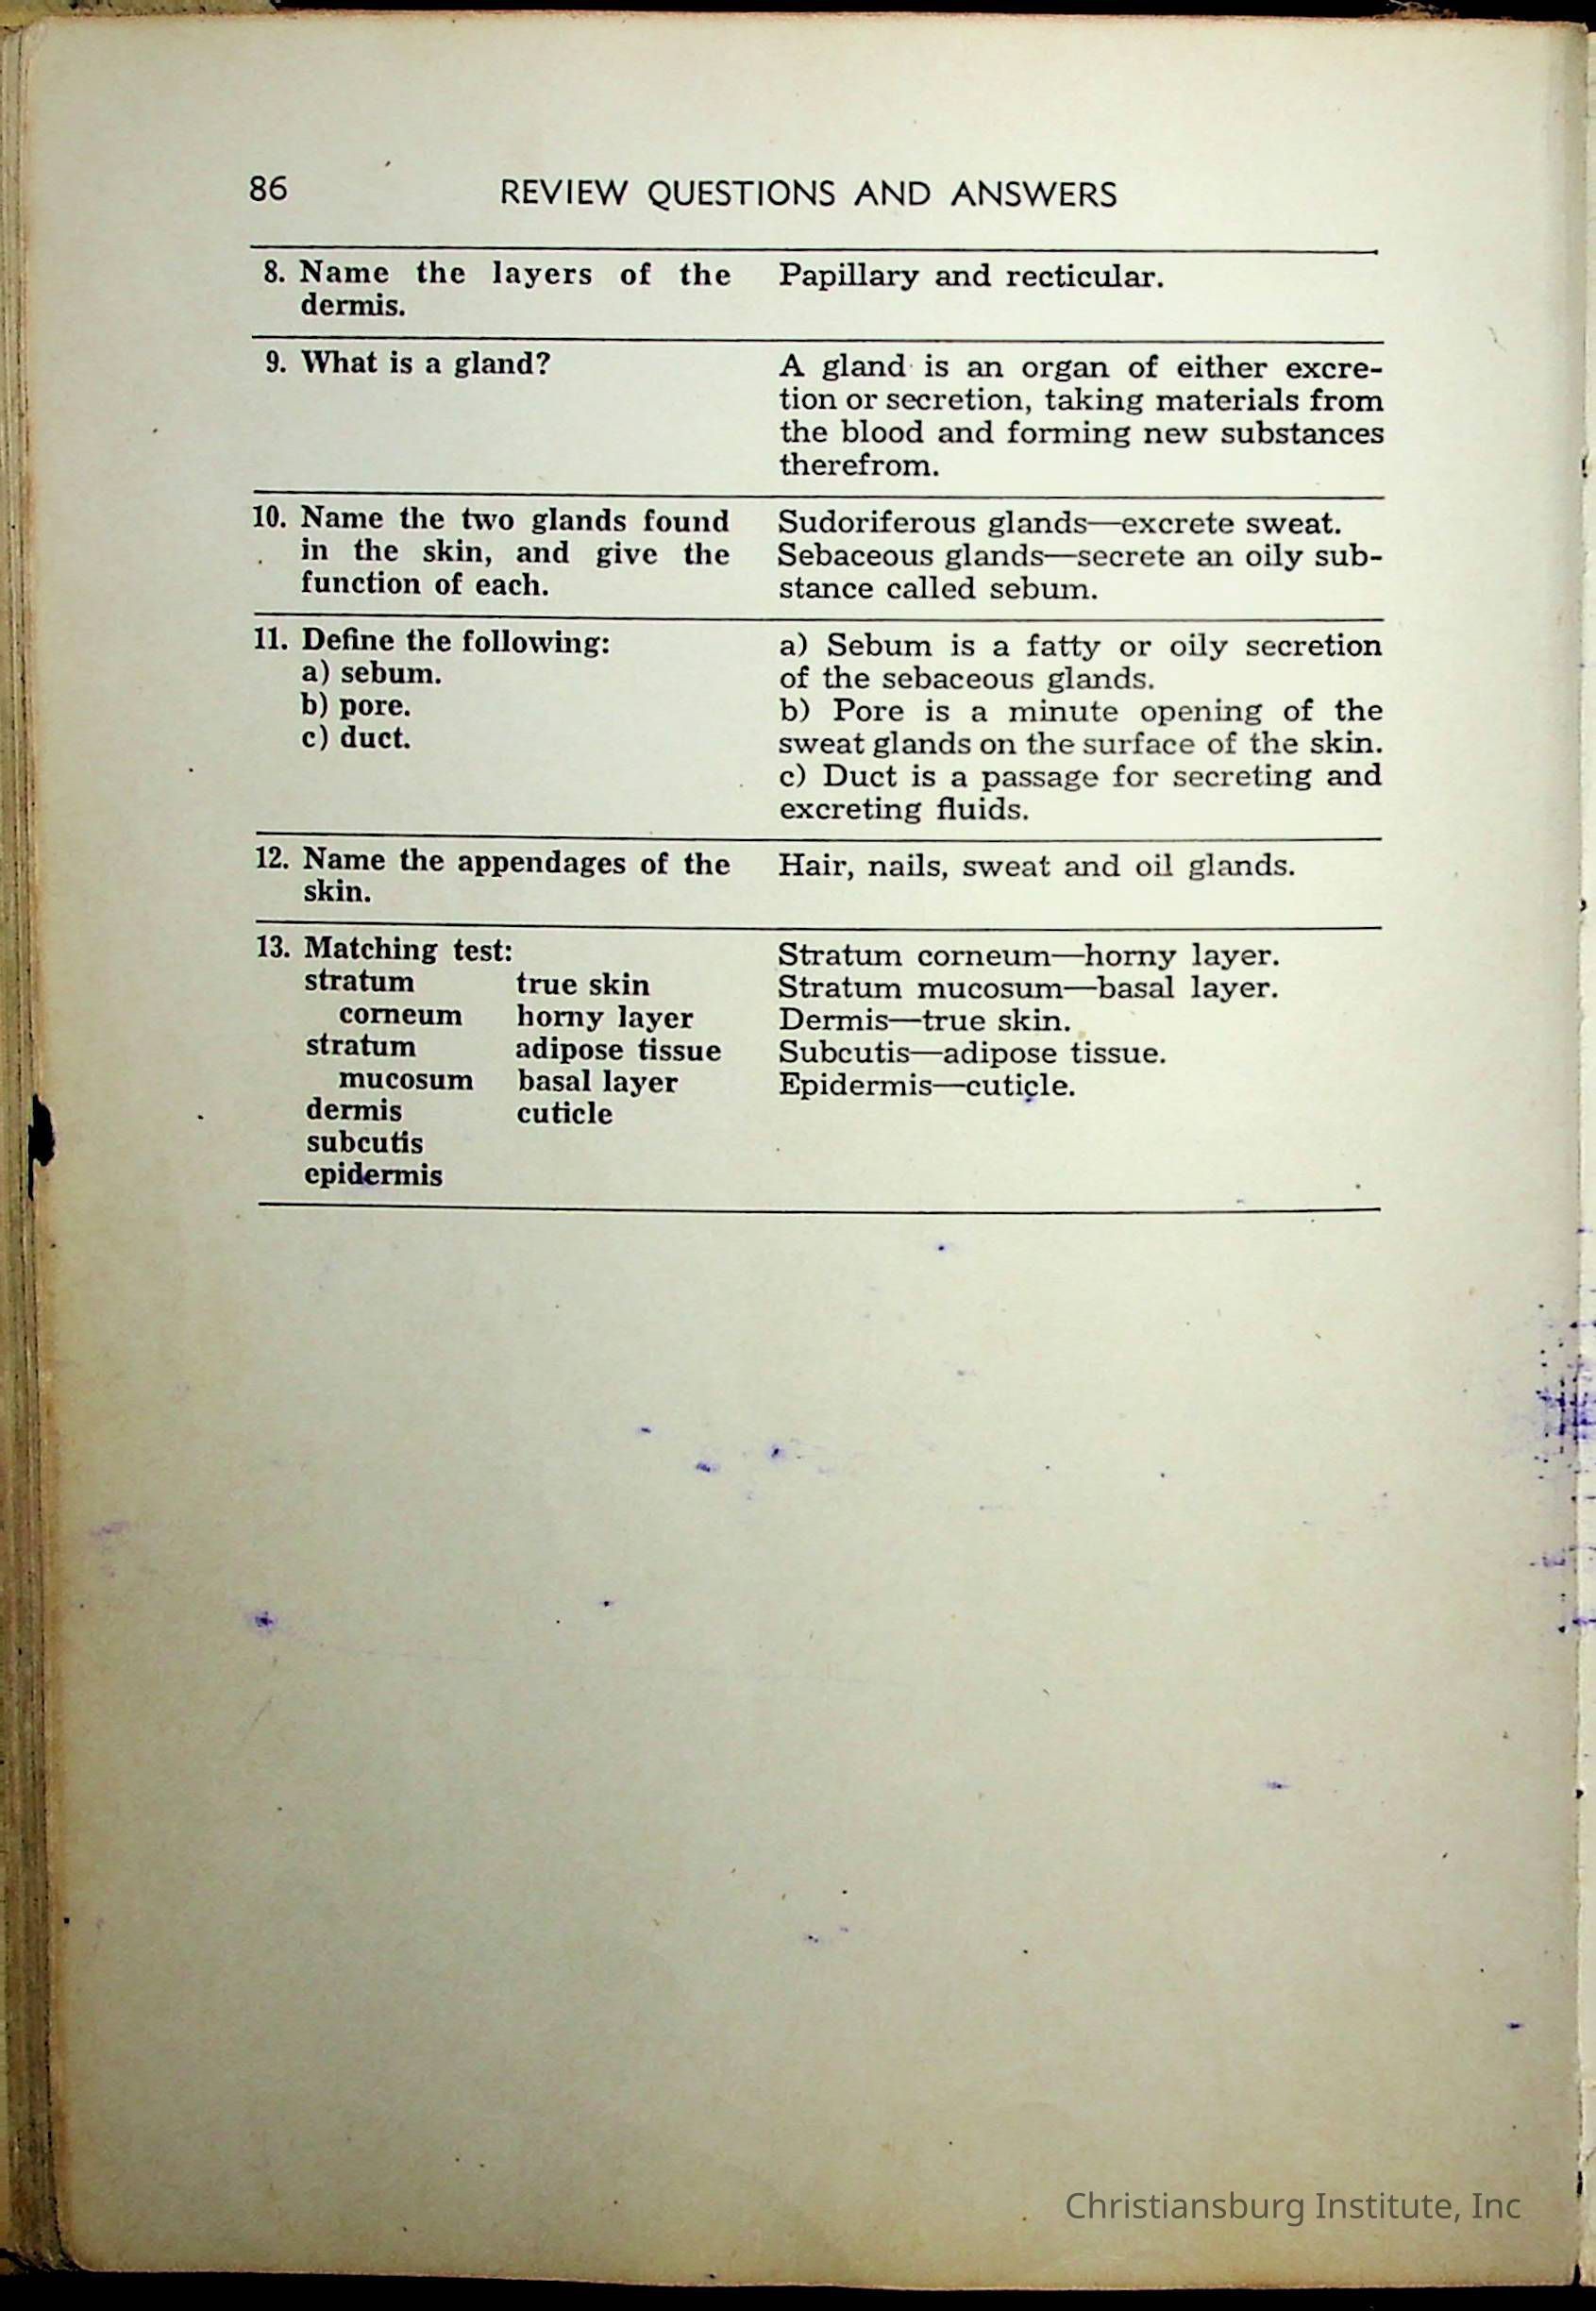 86
REVIEW QUESTIONS AND ANSWERS
8. Name the layers of the
dermis.
Papillary and recticular.
9. What is a gland?
A gland is an organ of either excre-
tion or secretion, taking materials from
the blood and forming new substances
therefrom.
10. Name the two glands found
in the skin, and give the
function of each.
Sudoriferous glands—excrete sweat.
Sebaceous glands—secrete an oily sub-
stance called sebum.
11. Define the following:
a) sebum.
b) pore.
c) duct.
a) Sebum is a fatty or oily secretion
of the sebaceous glands.
b) Pore is a minute opening of the
sweat glands on the surface of the skin.
c) Duct is a passage for secreting and
excreting fluids.
12. Name the appendages of the
skin.
Hair, nails, sweat and oil glands.
13. Matching test:
stratum
corneum
stratum
mucosum
dermis
subcutis
epidermis
true skin
horny layer
adipose tissue
basal layer
cuticle
Stratum corneum—horny layer.
Stratum mucosum—basal layer.
Dermis—true skin.
Subcutis—adipose tissue.
Epidermis—cuticle.
Christiansburg Institute, Inc